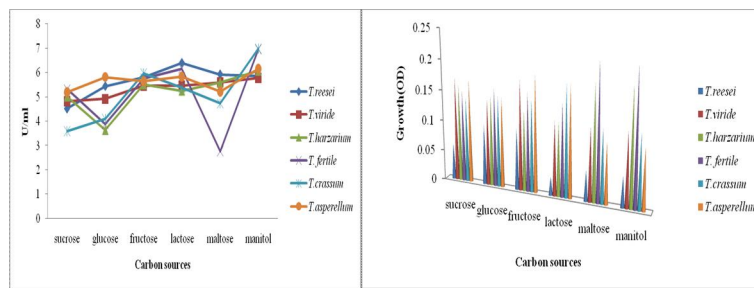 8
7
6
5
4
3
2
1
0
U/ml
sucrose glucose fructose lactose maltose manitol
Carbon sources
T.reesei
T.viride
T.harzarium
T.fertile
T.crassum
T.asperellum
0.25
0.2
0.15
0.1
0.05
0
Growth(OD)
sucrose glucose fructose lactose maltose manitol
Carbon sources
T.reesei
T.viride
T.harzarium
T.fertile
T.crassum
T.asperellum